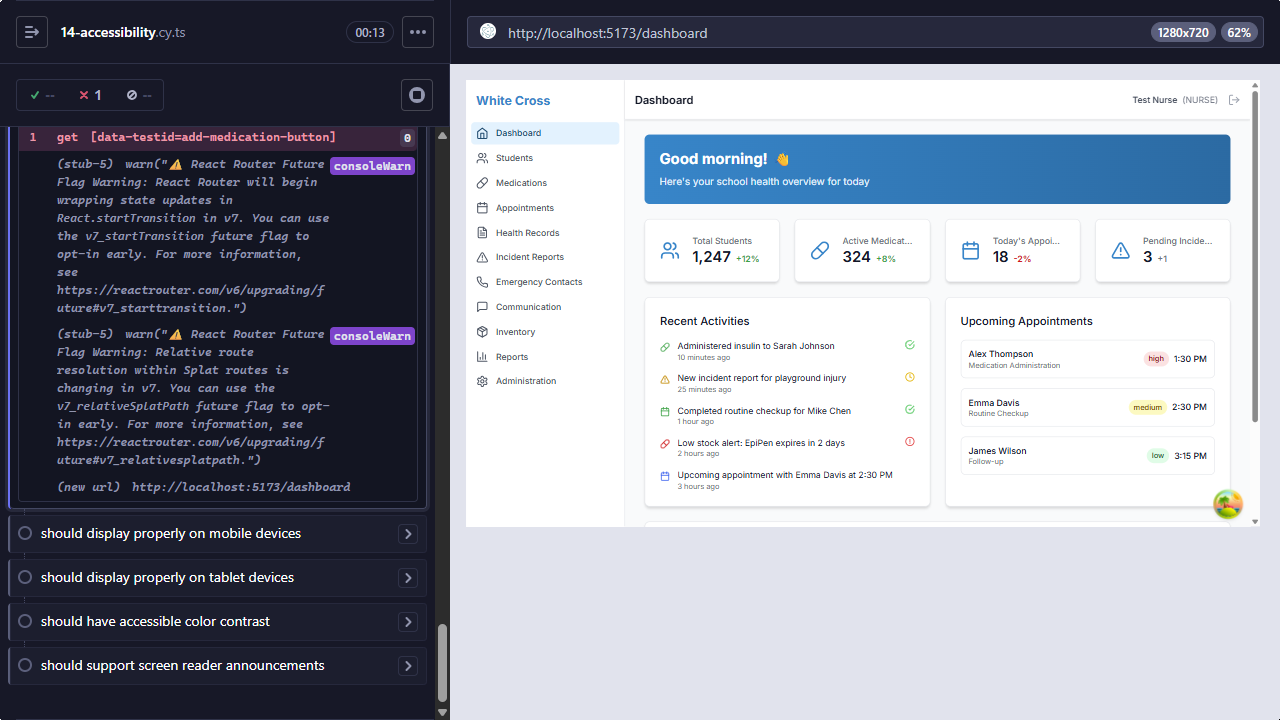 14-accessibility.cy.ts
00:13
--
1
--
1 get [data-testid=add-medication-button] 0
(stub-5) warn("⚠️ React Router Future consoleWarn
Flag Warning: React Router will begin
wrapping state updates in
React.startTransition in v7. You can use
the v7_startTransition future flag to
opt-in early. For more information,
see
https://reactrouter.com/v6/upgrading/f
uture#v7_starttransition.")
(stub-5) warn("⚠️ React Router Future consoleWarn
Flag Warning: Relative route
resolution within Splat routes is
changing in v7. You can use the
v7_relativeSplatPath future flag to opt-
in early. For more information, see
https://reactrouter.com/v6/upgrading/f
uture#v7_relativesplatpath.")
(new url) http://localhost:5173/dashboard
should display properly on mobile devices
should display properly on tablet devices
should have accessible color contrast
should support screen reader announcements
http://localhost:5173/dashboard
1280x720
62%
White Cross
Dashboard
Students
Medications
Appointments
Health Records
Incident Reports
Emergency Contacts
Communication
Inventory
Reports
Administration
Dashboard
Test Nurse (NURSE)
Good morning! 👋
Here's your school health overview for today
Total Students
1,247 +12%
Active Medicat...
324 +8%
Today's Appoi...
18 -2%
Pending Incide...
3 +1
Recent Activities
Administered insulin to Sarah Johnson
10 minutes ago
New incident report for playground injury
25 minutes ago
Completed routine checkup for Mike Chen
1 hour ago
Low stock alert: EpiPen expires in 2 days
2 hours ago
Upcoming appointment with Emma Davis at 2:30 PM
3 hours ago
Upcoming Appointments
Alex Thompson
Medication Administration
high 1:30 PM
Emma Davis
Routine Checkup
medium 2:30 PM
James Wilson
Follow-up
low 3:15 PM